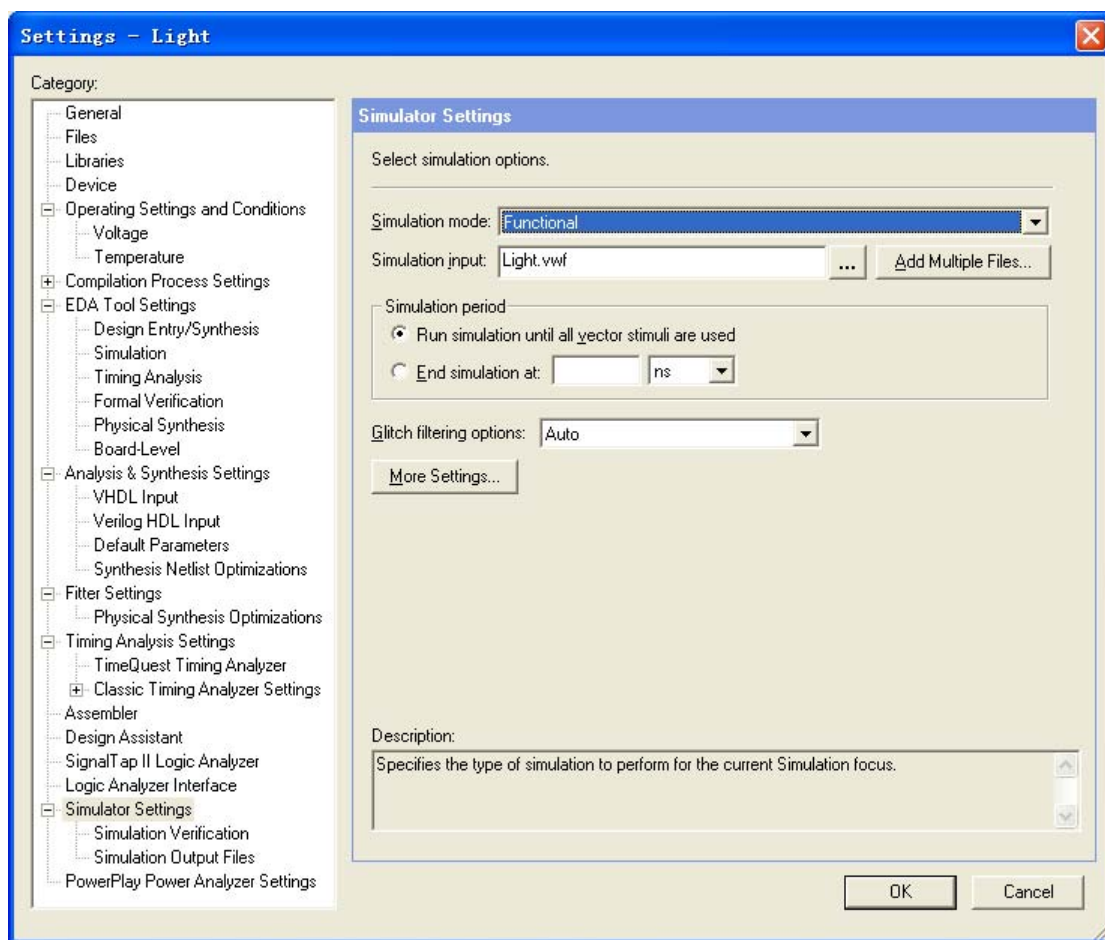 Settings - Light
Category:
General
Files
Libraries
Device
Operating Settings and Conditions
Voltage
Temperature
Compilation Process Settings
EDA Tool Settings
Design Entry/Synthesis
Simulation
Timing Analysis
Formal Verification
Physical Synthesis
Board-Level
Analysis & Synthesis Settings
VHDL Input
Verilog HDL Input
Default Parameters
Synthesis Netlist Optimizations
Fitter Settings
Physical Synthesis Optimizations
Timing Analysis Settings
TimeQuest Timing Analyzer
Classic Timing Analyzer Settings
Assembler
Design Assistant
SignalTap II Logic Analyzer
Logic Analyzer Interface
Simulator Settings
Simulation Verification
Simulation Output Files
PowerPlay Power Analyzer Settings
Simulator Settings
Select simulation options.
Simulation mode: Functional
Simulation input: Light.vwf ... Add Multiple Files...
Simulation period
Run simulation until all vector stimuli are used
End simulation at: ns
Glitch filtering options: Auto
More Settings...
Description:
Specifies the type of simulation to perform for the current Simulation focus.
OK Cancel